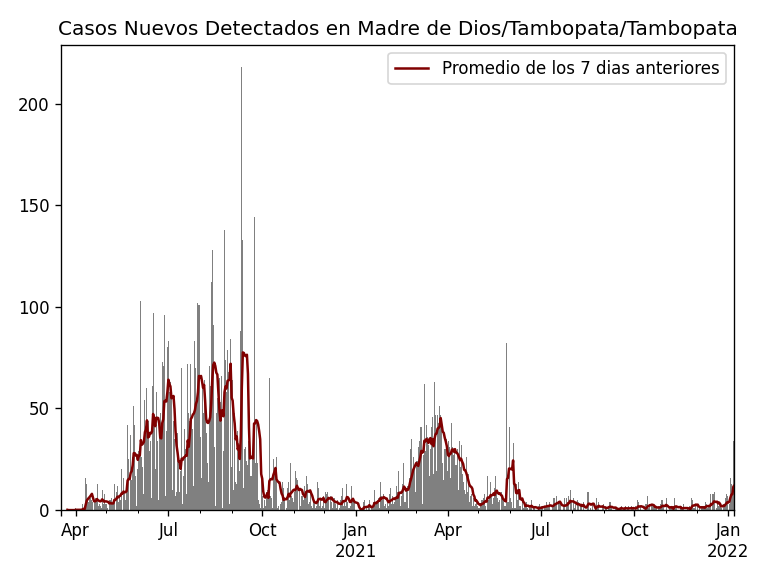 Casos Nuevos Detectados en Madre de Dios/Tambopata/Tambopata
Promedio de los 7 dias anteriores
200
150
100
50
0
Apr Jul Oct Jan Apr Jul Oct Jan
2021 2022